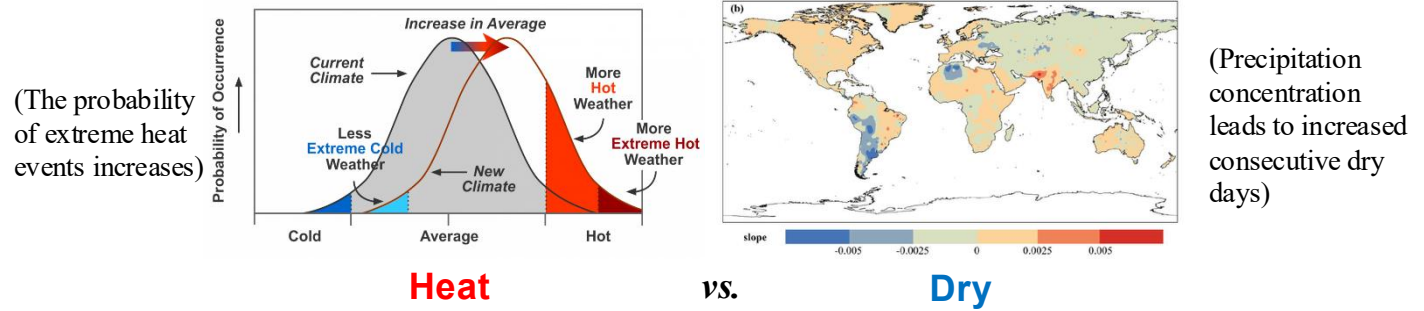 (The probability
of extreme heat
events increases)
Probability of Occurrence
Increase in Average
Current
Climate
Less
Extreme Cold
Weather
New
Climate
More
Hot
Weather
More
Extreme Hot
Weather
Cold
Average
Hot
(b)
slope
-0.005
-0.0025
0
0.0025
0.005
(Precipitation
concentration
leads to increased
consecutive dry
days)
Heat vs. Dry